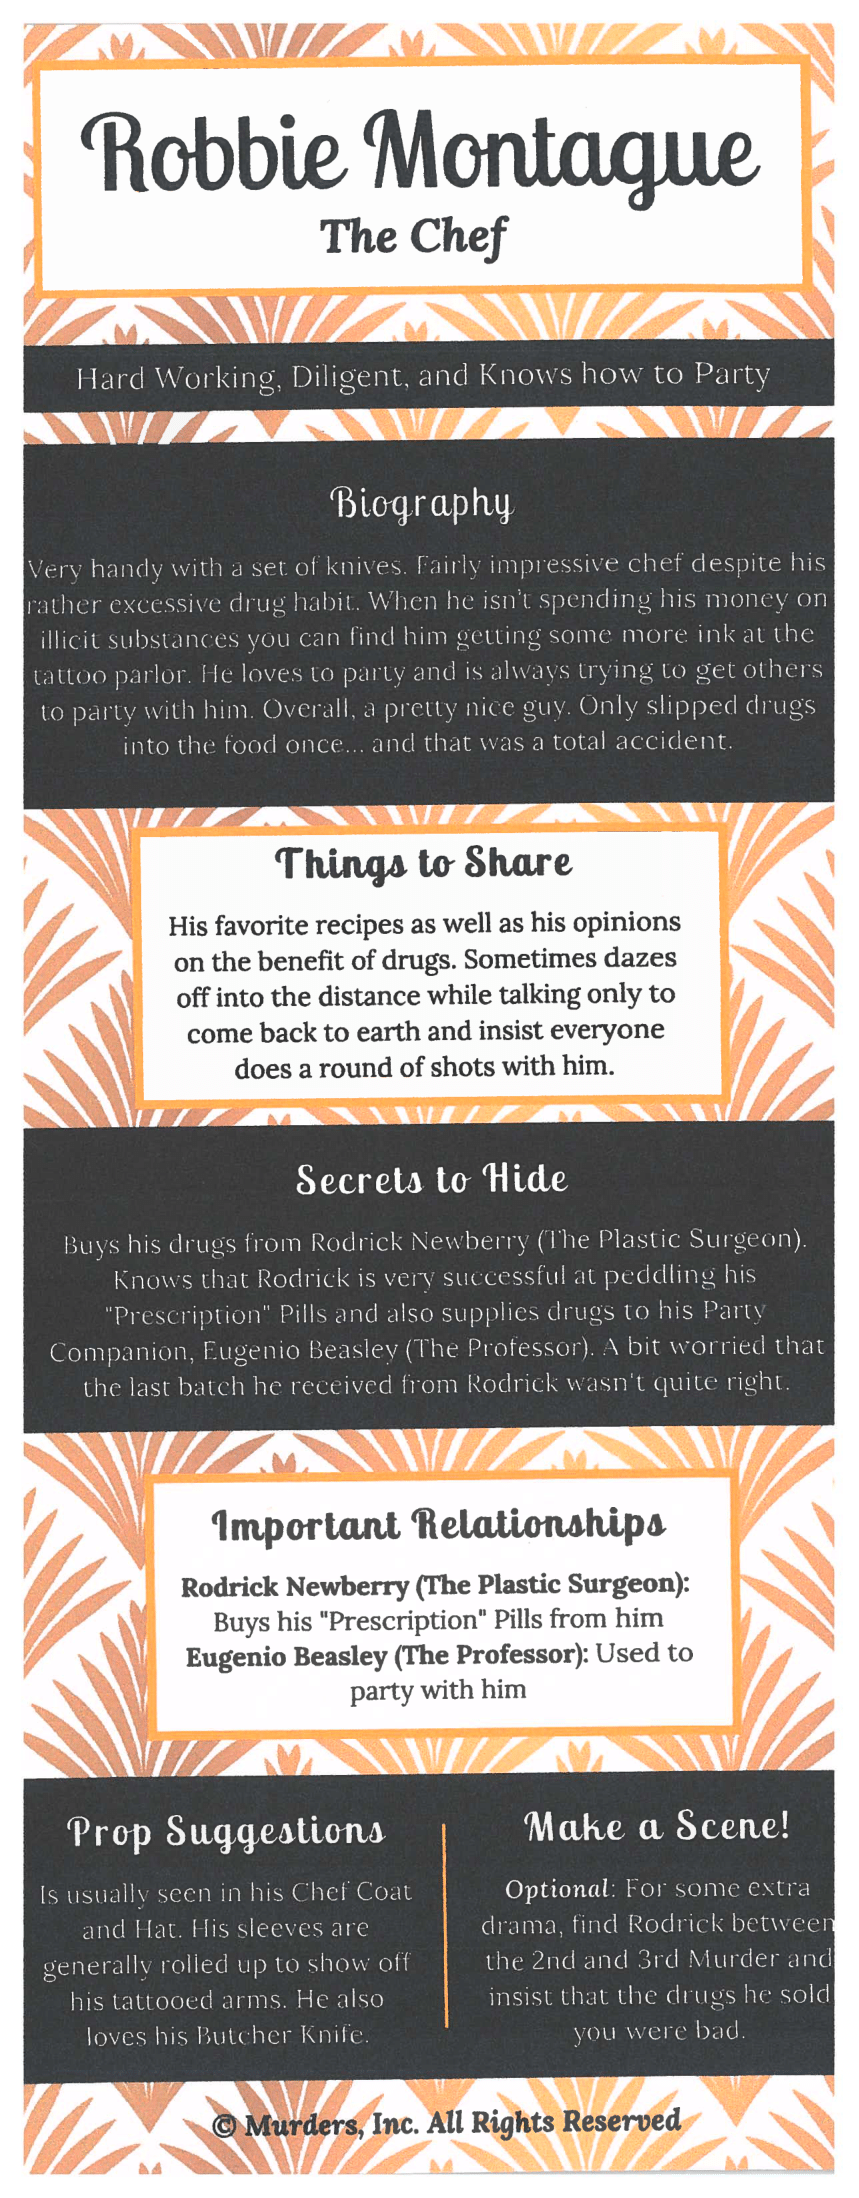 Robbie Montague
The Chef
Hard Working, Diligent, and Knows how to Party
Biography
Very handy with a set of knives. Fairly impressive chef despite his
rather excessive drug habit. When he isn't spending his money on
illicit substances you can find him getting some more ink at the
tattoo parlor. He loves to party and is always trying to get others
to party with him. Overall, a pretty nice guy. Only slipped drugs
into the food once... and that was a total accident.
Things to Share
His favorite recipes as well as his opinions
on the benefit of drugs. Sometimes dazes
off into the distance while talking only to
come back to earth and insist everyone
does a round of shots with him.
Secrets to Hide
Buys his drugs from Rodrick Newberry (The Plastic Surgeon).
Knows that Rodrick is very successful at peddling his
"Prescription" Pills and also supplies drugs to his Party
Companion, Eugenio Beasley (The Professor). A bit worried that
the last batch he received from Rodrick wasn't quite right.
Important Relationships
Rodrick Newberry (The Plastic Surgeon):
Buys his "Prescription" Pills from him
Eugenio Beasley (The Professor): Used to
party with him
Prop Suggestions
Is usually seen in his Chef Coat
and Hat. His sleeves are
generally rolled up to show off
his tattooed arms. He also
loves his Butcher Knife.
Make a Scene!
Optional: For some extra
drama, find Rodrick between
the 2nd and 3rd Murder and
insist that the drugs he sold
you were bad.
© Murders, Inc. All Rights Reserved